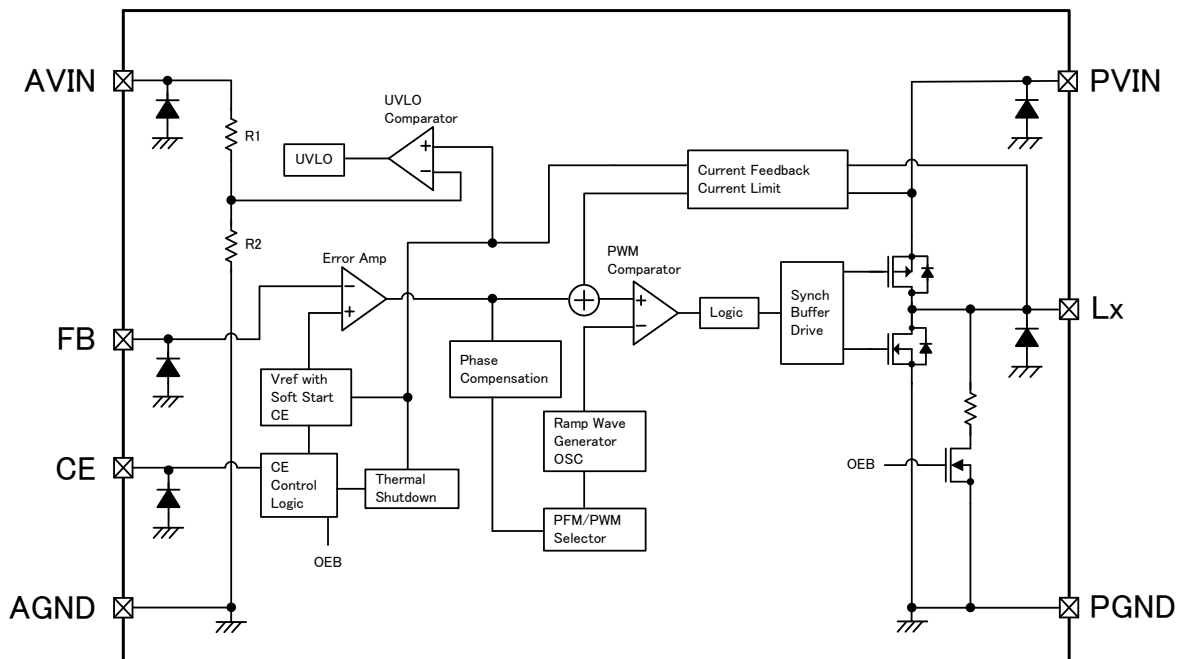 AVIN
PVIN
UVLO
Comparator
R1
UVLO
+
−
Current Feedback
Current Limit
R2
Error Amp
PWM
Comparator
−
+
+
+
−
Logic
Synch
Buffer
Drive
Lx
FB
Vref with
Soft Start
CE
Phase
Compensation
Ramp Wave
Generator
OSC
CE
CE
Control
Logic
Thermal
Shutdown
OEB
PFM/PWM
Selector
OEB
AGND
PGND